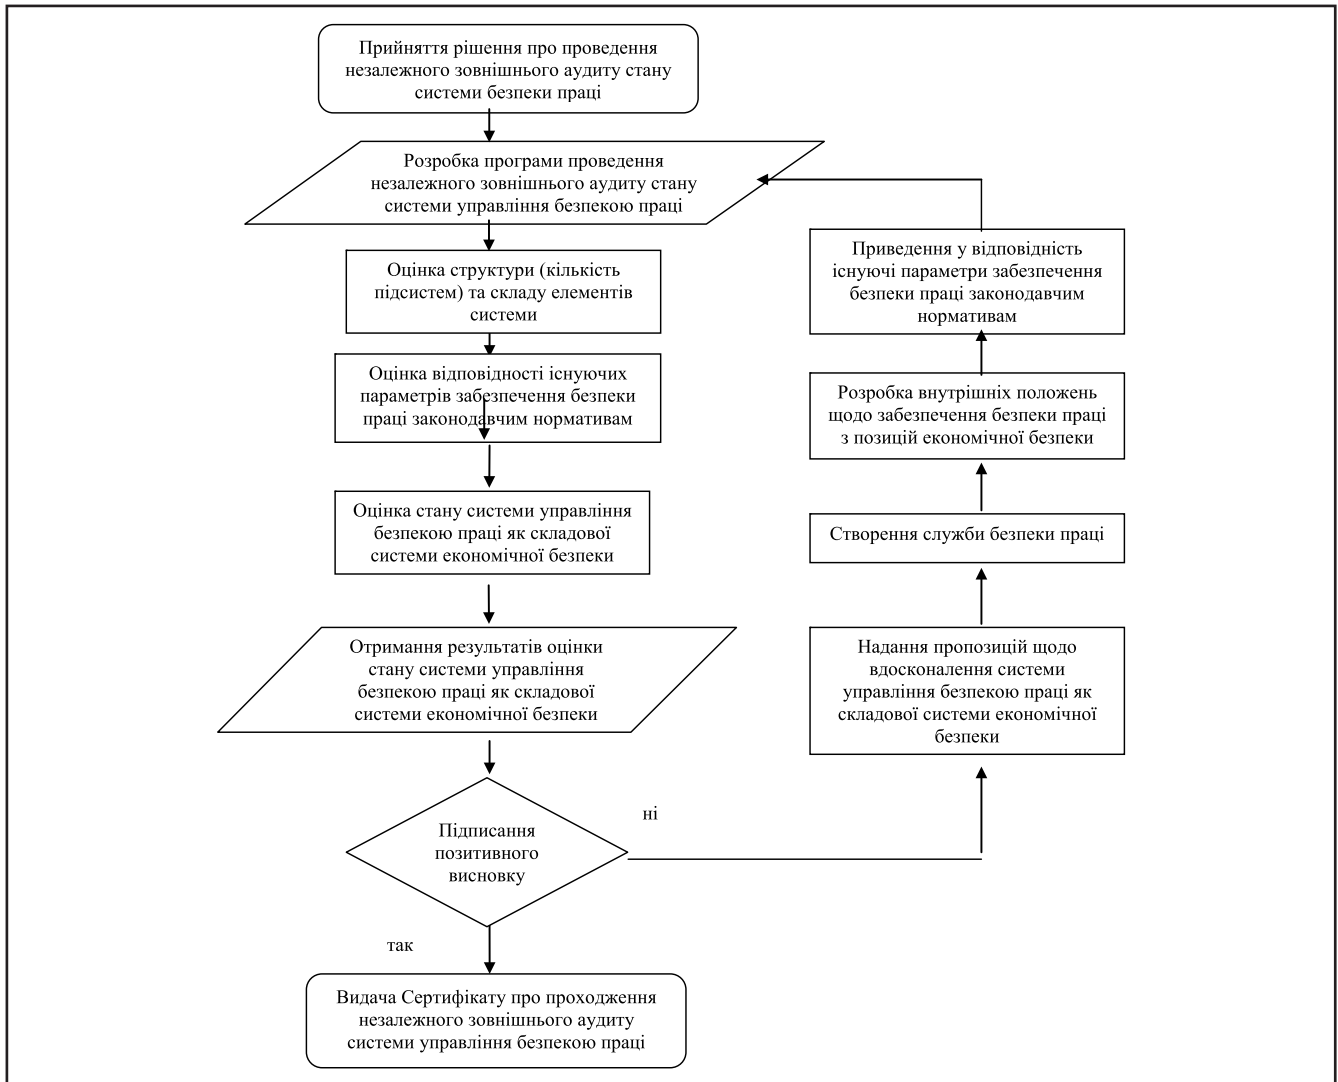 Прийняття рішення про проведення
незалежного зовнішнього аудиту стану
системи безпеки праці
Розробка програми проведення
незалежного зовнішнього аудиту стану
системи управління безпекою праці
Оцінка структури (кількість
підсистем) та складу елементів
системи
Оцінка відповідності існуючих
параметрів забезпечення безпеки
праці законодавчим нормативам
Оцінка стану системи управління
безпекою праці як складової
системи економічної безпеки
Отримання результатів оцінки
стану системи управління
безпекою праці як складової
системи економічної безпеки
Підписання
позитивного
висновку
ні
так
Видача Сертифікату про проходження
незалежного зовнішнього аудиту
системи управління безпекою праці
Надання пропозицій щодо
вдосконалення системи
управління безпекою праці як
складової системи економічної
безпеки
Створення служби безпеки праці
Розробка внутрішніх положень
щодо забезпечення безпеки праці
з позицій економічної безпеки
Приведення у відповідність
існуючі параметри забезпечення
безпеки праці законодавчим
нормативам